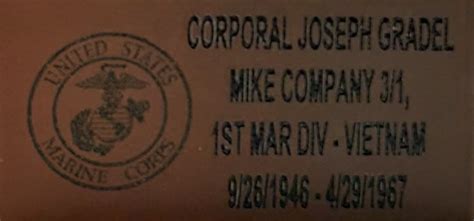 UNITED STATES
MARINE CORPS
CORPORAL JOSEPH GRADEL
MIKE COMPANY 3/1,
1ST MAR DIV - VIETNAM
9/26/1946 - 4/29/1967